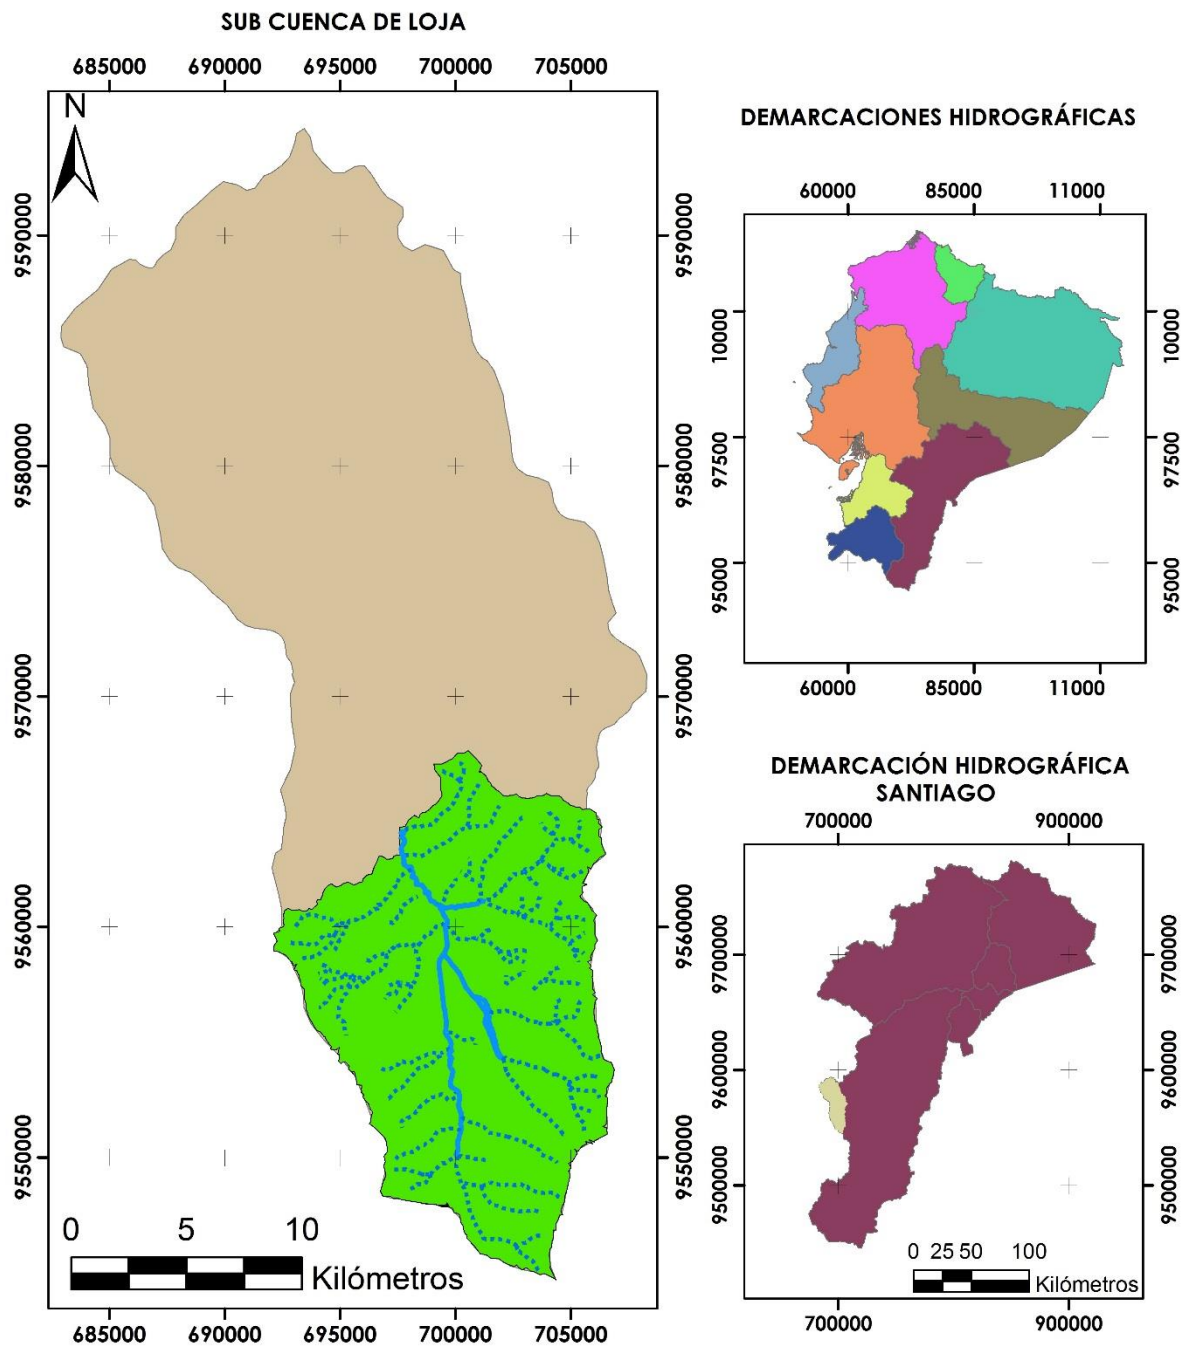 SUB CUENCA DE LOJA
685000 690000 695000 700000 705000
N
9590000 9590000
9580000 9580000
9570000 9570000
9560000 9560000
9550000 9550000
0 5 10
Kilómetros
685000 690000 695000 700000 705000
DEMARCACIONES HIDROGRÁFICAS
60000 85000 11000
10000 10000
97500 97500
95000 95000
60000 85000 11000
DEMARCACIÓN HIDROGRÁFICA
SANTIAGO
700000 900000
9700000 9700000
9600000 9600000
9500000 9500000
0 25 50 100
Kilómetros
700000 900000